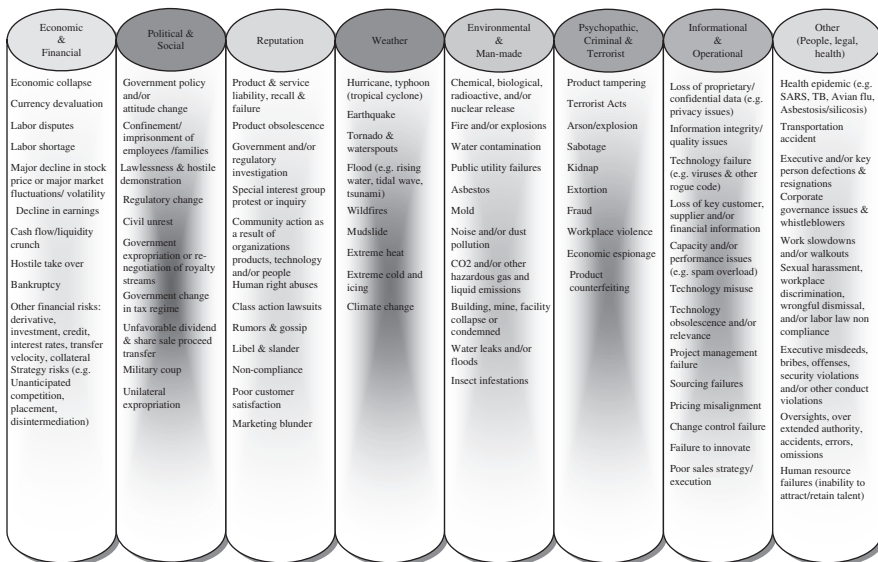 Economic
&
Financial
Economic collapse
Currency devaluation
Labor disputes
Labor shortage
Major decline in stock
price or major market
fluctuations/ volatility
Decline in earnings
Cash flow/liquidity
crunch
Hostile take over
Bankruptcy
Other financial risks:
derivative,
investment, credit,
interest rates, transfer
velocity, collateral
Strategy risks (e.g.
Unanticipated
competition,
placement,
disintermediation)
Political &
Social
Government policy
and/or
attitude change
Confinement/
imprisonment of
employees /families
Lawlessness & hostile
demonstration
Regulatory change
Civil unrest
Government
expropriation or re-
negotiation of royalty
streams
Government change
in tax regime
Unfavorable dividend
& share sale proceed
transfer
Military coup
Unilateral
expropriation
Reputation
Product & service
liability, recall &
failure
Product obsolescence
Government and/or
regulatory
investigation
Special interest group
protest or inquiry
Community action as
a result of
organizations
products, technology
and/or people
Human right abuses
Class action lawsuits
Rumors & gossip
Libel & slander
Non-compliance
Poor customer
satisfaction
Marketing blunder
Weather
Hurricane, typhoon
(tropical cyclone)
Earthquake
Tornado &
waterspouts
Flood (e.g. rising
water, tidal wave,
tsunami)
Wildfires
Mudslide
Extreme heat
Extreme cold and
icing
Climate change
Environmental
&
Man-made
Chemical, biological,
radioactive, and/or
nuclear release
Fire and/or explosions
Water contamination
Public utility failures
Asbestos
Mold
Noise and/or dust
pollution
CO2 and/or other
hazardous gas and
liquid emissions
Building, mine, facility
collapse or
condemned
Water leaks and/or
floods
Insect infestations
Psychopathic,
Criminal &
Terrorist
Product tampering
Terrorist Acts
Arson/explosion
Sabotage
Kidnap
Extortion
Fraud
Workplace violence
Economic espionage
Product
counterfeiting
Informational
&
Operational
Loss of proprietary/
confidential data (e.g.
privacy issues)
Information integrity/
quality issues
Technology failure
(e.g. viruses & other
rogue code)
Loss of key customer,
supplier and/or
financial information
Capacity and/or
performance issues
(e.g. spam overload)
Technology misuse
Technology
obsolescence and/or
relevance
Project management
failure
Sourcing failures
Pricing misalignment
Change control failure
Failure to innovate
Poor sales strategy/
execution
Other
(People, legal,
health)
Health epidemic (e.g.
SARS, TB, Avian flu,
Asbestosis/silicosis)
Transportation
accident
Executive and/or key
person defections &
resignations
Corporate
governance issues &
whistleblowers
Work slowdowns
and/or walkouts
Sexual harassment,
workplace
discrimination,
wrongful dismissal,
and/or labor law non
compliance
Executive misdeeds,
bribes, offenses,
security violations
and/or other conduct
violations
Oversights, over
extended authority,
accidents, errors,
omissions
Human resource
failures (inability to
attract/retain talent)